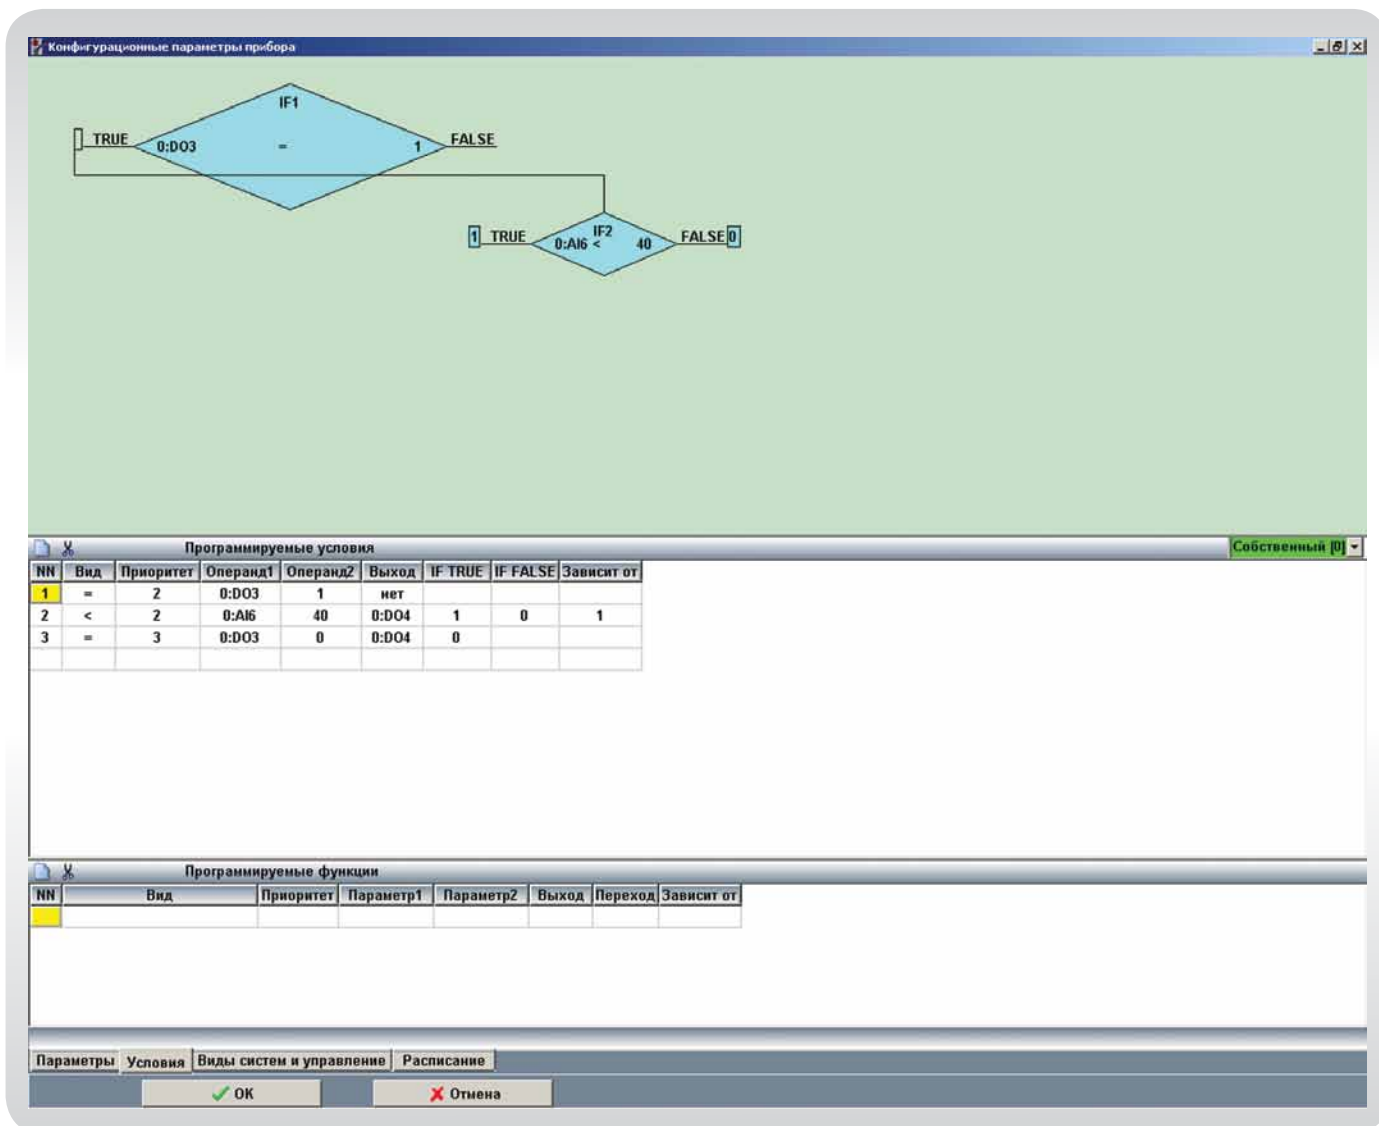 Конфигурационные параметры прибора
IF1
TRUE 0:DO3 = 1 FALSE
1 TRUE 0:AI6 < IF2 40 FALSE 0
Программируемые условия Собственный [0]
NN Вид Приоритет Операнд1 Операнд2 Выход IF TRUE IF FALSE Зависит от
1 = 2 0:DO3 1 нет
2 < 2 0:AI6 40 0:DO4 1 0 1
3 = 3 0:DO3 0 0:DO4 0
Программируемые функции
NN Вид Приоритет Параметр1 Параметр2 Выход Переход Зависит от
Параметры Условия Виды систем и управление Расписание
OK Отмена